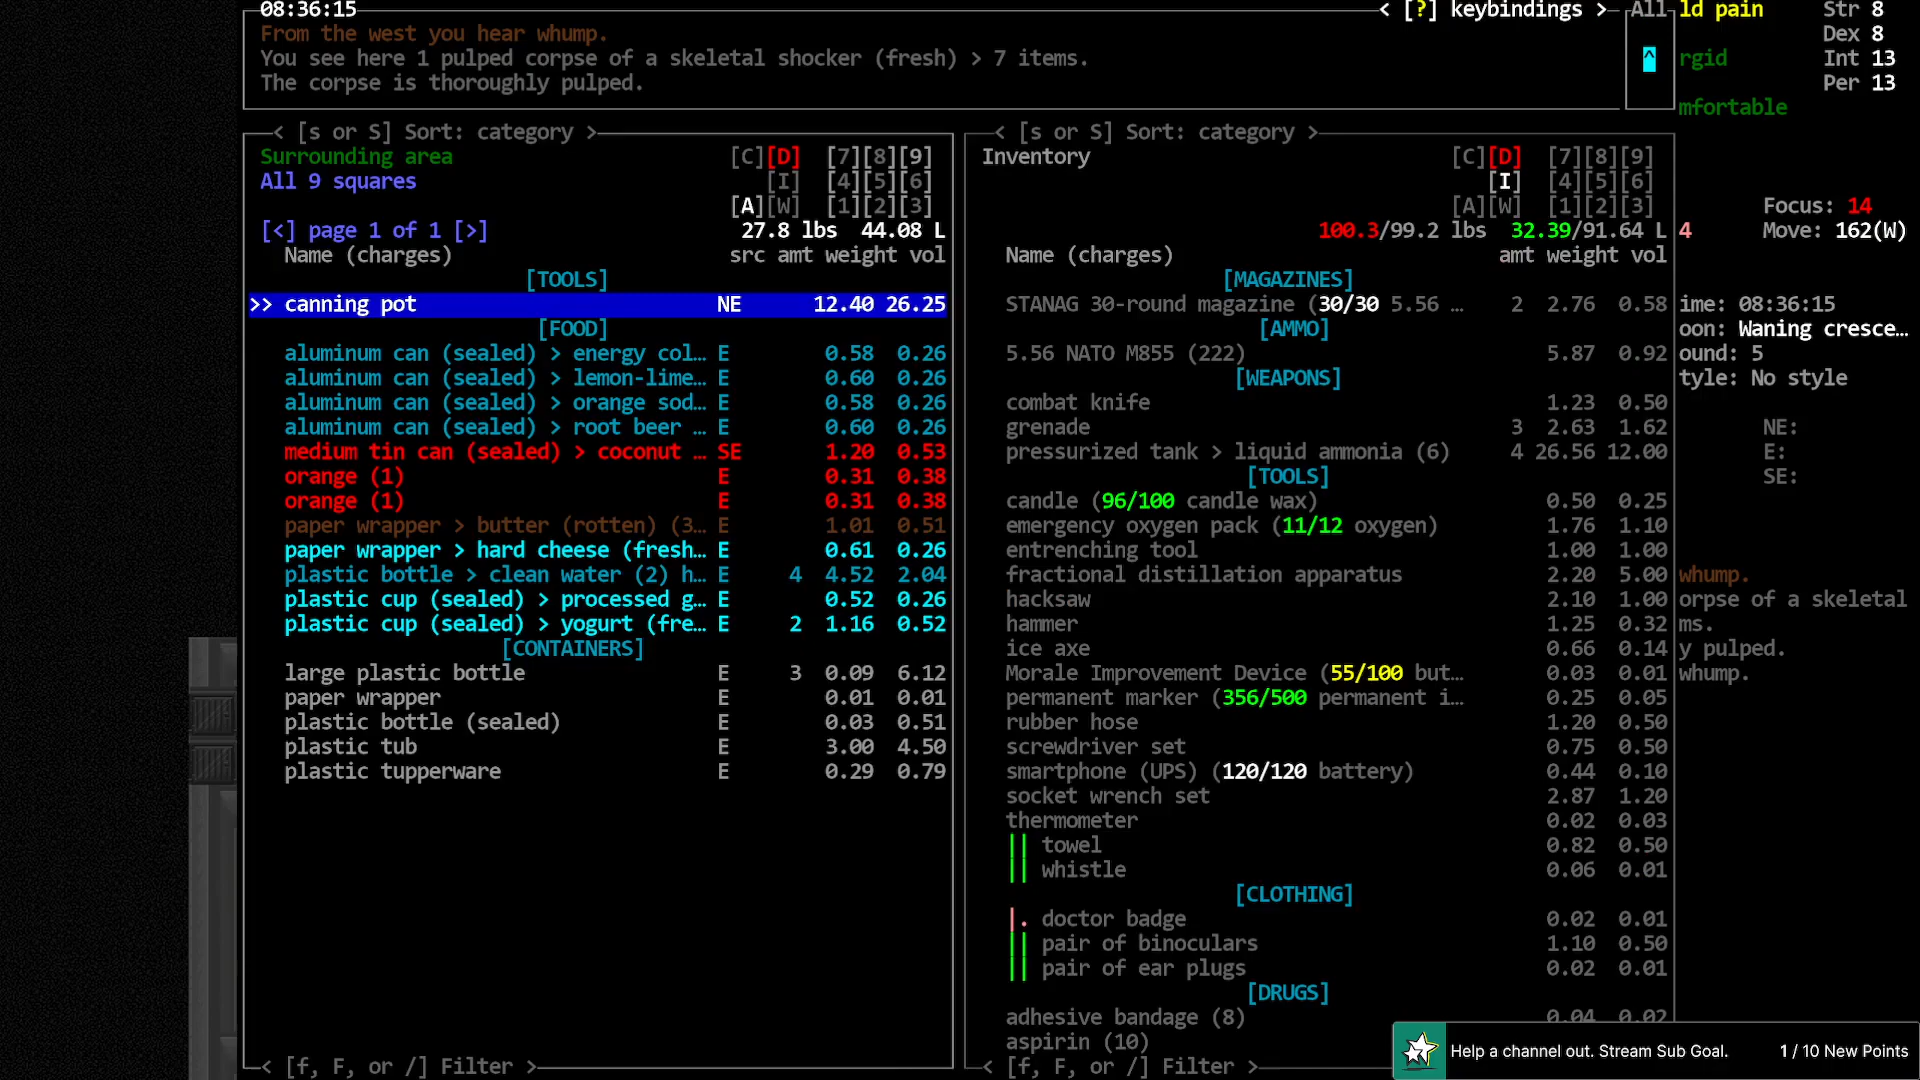 08:36:15
< [?] keybindings >
From the west you hear whump.
You see here 1 pulped corpse of a skeletal shocker (fresh) > 7 items.
The corpse is thoroughly pulped.
All
^
ld pain
rgid
mfortable
Str 8
Dex 8
Int 13
Per 13
< [s or S] Sort: category >
Surrounding area
All 9 squares
[C][D] [7][8][9]
[I] [4][5][6]
[A][W] [1][2][3]
[<] page 1 of 1 [>]
27.8 lbs 44.08 L
Name (charges) src amt weight vol
[TOOLS]
>> canning pot NE 12.40 26.25
[FOOD]
aluminum can (sealed) > energy col… E 0.58 0.26
aluminum can (sealed) > lemon-lime… E 0.60 0.26
aluminum can (sealed) > orange sod… E 0.58 0.26
aluminum can (sealed) > root beer … E 0.60 0.26
medium tin can (sealed) > coconut … SE 1.20 0.53
orange (1) E 0.31 0.38
orange (1) E 0.31 0.38
paper wrapper > butter (rotten) (3… E 1.01 0.51
paper wrapper > hard cheese (fresh… E 0.61 0.26
plastic bottle > clean water (2) h… E 4 4.52 2.04
plastic cup (sealed) > processed g… E 0.52 0.26
plastic cup (sealed) > yogurt (fre… E 2 1.16 0.52
[CONTAINERS]
large plastic bottle E 3 0.09 6.12
paper wrapper E 0.01 0.01
plastic bottle (sealed) E 0.03 0.51
plastic tub E 3.00 4.50
plastic tupperware E 0.29 0.79
< [f, F, or /] Filter >
< [s or S] Sort: category >
Inventory
[C][D] [7][8][9]
[I] [4][5][6]
[A][W] [1][2][3]
100.3/99.2 lbs 32.39/91.64 L
Name (charges) amt weight vol
[MAGAZINES]
STANAG 30-round magazine (30/30 5.56 … 2 2.76 0.58
[AMMO]
5.56 NATO M855 (222) 5.87 0.92
[WEAPONS]
combat knife 1.23 0.50
grenade 3 2.63 1.62
pressurized tank > liquid ammonia (6) 4 26.56 12.00
[TOOLS]
candle (96/100 candle wax) 0.50 0.25
emergency oxygen pack (11/12 oxygen) 1.76 1.10
entrenching tool 1.00 1.00
fractional distillation apparatus 2.20 5.00
hacksaw 2.10 1.00
hammer 1.25 0.32
ice axe 0.66 0.14
Morale Improvement Device (55/100 but… 0.03 0.01
permanent marker (356/500 permanent i… 0.25 0.05
rubber hose 1.20 0.50
screwdriver set 0.75 0.50
smartphone (UPS) (120/120 battery) 0.44 0.10
socket wrench set 2.87 1.20
thermometer 0.02 0.03
|| towel 0.82 0.50
|| whistle 0.06 0.01
[CLOTHING]
|. doctor badge 0.02 0.01
|| pair of binoculars 1.10 0.50
|| pair of ear plugs 0.02 0.01
[DRUGS]
adhesive bandage (8) 0.04 0.02
aspirin (10)
< [f, F, or /] Filter >
Focus: 14
4 Move: 162(W)
ime: 08:36:15
oon: Waning cresce…
ound: 5
tyle: No style
NE:
E:
SE:
whump.
orpse of a skeletal
ms.
y pulped.
whump.
Help a channel out. Stream Sub Goal. 1 / 10 New Points